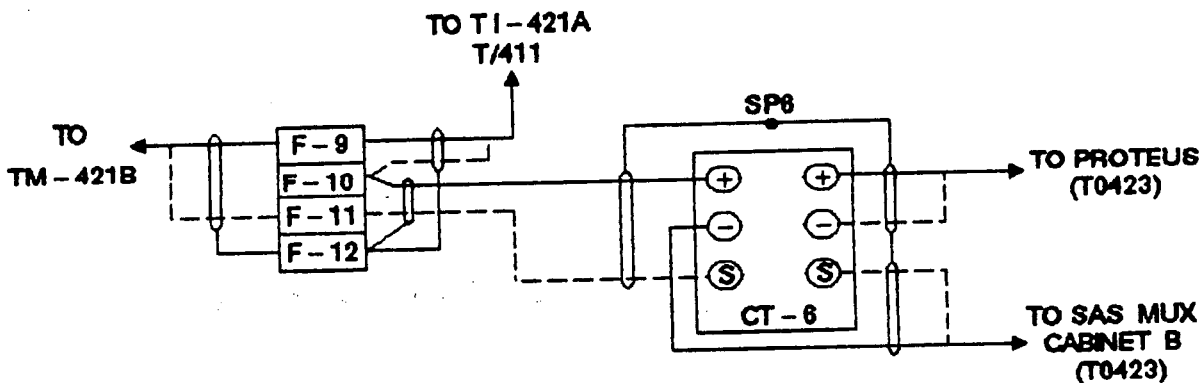 TO TI-421A
T/411
TO
TM-421B
F-9
F-10
F-11
F-12
SP6
+
+
-
-
S
S
CT-6
TO PROTEUS
(T0423)
TO SAS MUX
CABINET B
(T0423)